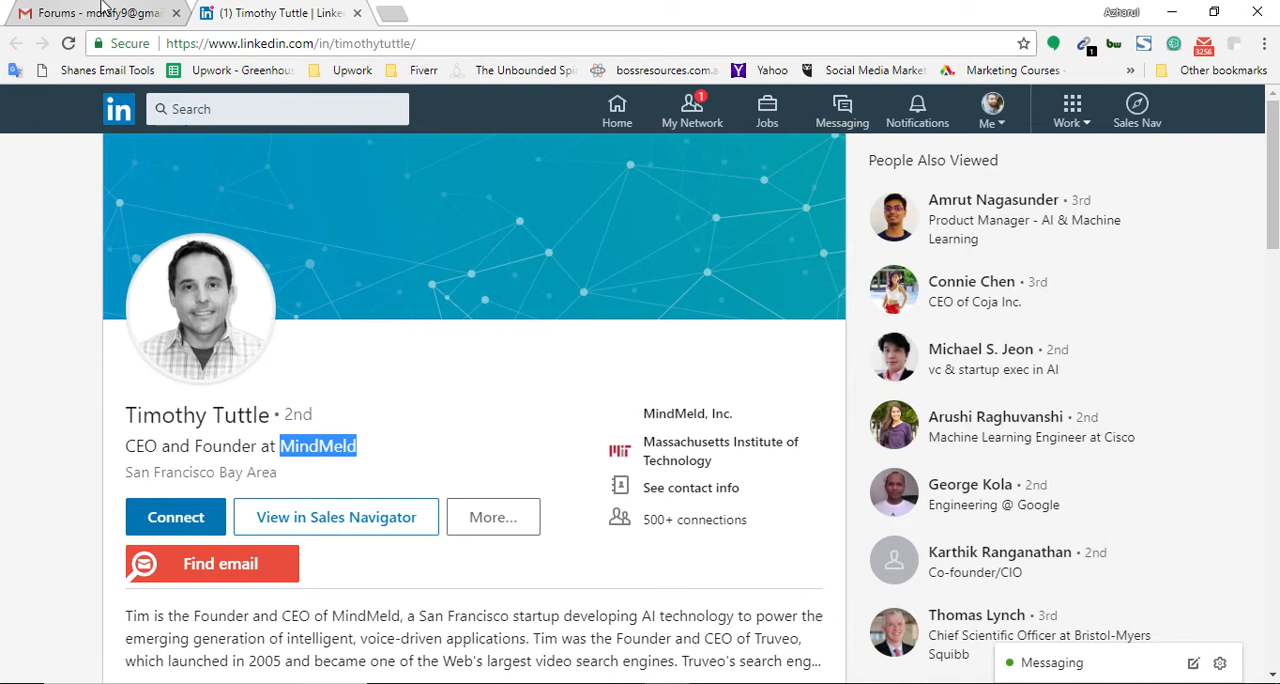 Forums - mdrafy9@gmai
(1) Timothy Tuttle | Linke
Azharul
Secure
https://www.linkedin.com/in/timothytuttle/
1
bw
S
3256
Shanes Email Tools
Upwork - Greenhous
Upwork
Fiverr
The Unbounded Spi
bossresources.com.a
Yahoo
Social Media Market
Marketing Courses -
»
Other bookmarks
in
Search
1
Home
My Network
Jobs
Messaging
Notifications
Me
Work
Sales Nav
Timothy Tuttle • 2nd
CEO and Founder at MindMeld
San Francisco Bay Area
Connect
View in Sales Navigator
More...
Find email
MindMeld, Inc.
Massachusetts Institute of
Technology
See contact info
500+ connections
Tim is the Founder and CEO of MindMeld, a San Francisco startup developing AI technology to power the
emerging generation of intelligent, voice-driven applications. Tim was the Founder and CEO of Truveo,
which launched in 2005 and became one of the Web's largest video search engines. Truveo's search eng...
People Also Viewed
Amrut Nagasunder • 3rd
Product Manager - AI & Machine
Learning
Connie Chen • 3rd
CEO of Coja Inc.
Michael S. Jeon • 2nd
vc & startup exec in AI
Arushi Raghuvanshi • 2nd
Machine Learning Engineer at Cisco
George Kola • 2nd
Engineering @ Google
Karthik Ranganathan • 2nd
Co-founder/CIO
Thomas Lynch • 3rd
Chief Scientific Officer at Bristol-Myers
Squibb
Messaging